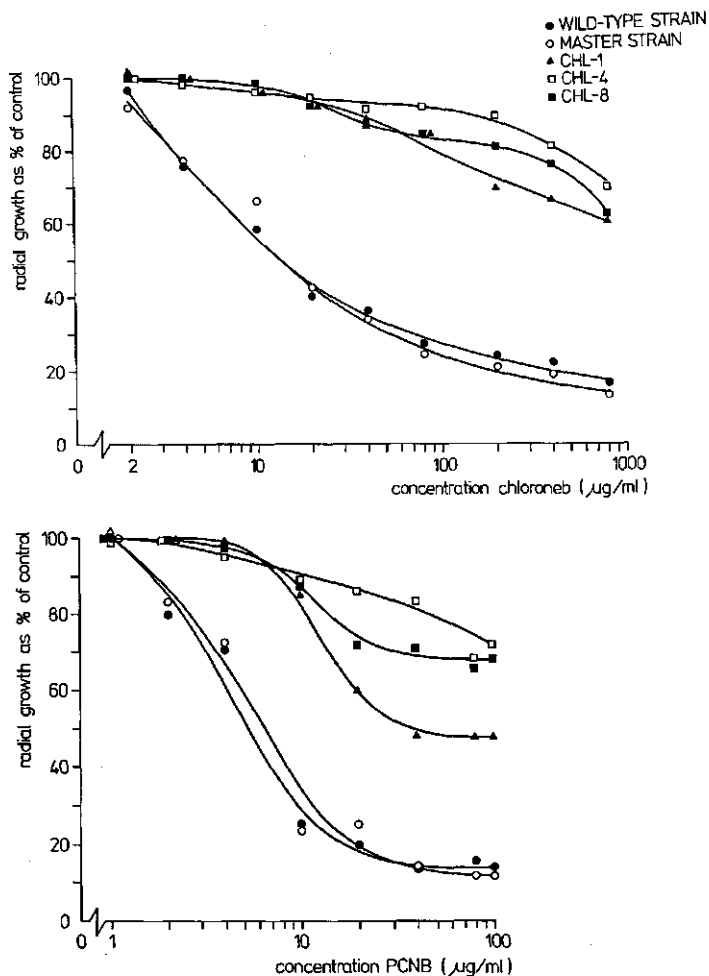 ● WILD-TYPE STRAIN
○ MASTER STRAIN
▲ CHL-1
□ CHL-4
■ CHL-8
radial growth as % of control
100
80
60
40
20
0
0
2
10
100
1000
concentration chloroneb (µg/ml)
radial growth as % of control
100
80
60
40
20
0
0
1
10
100
concentration PCNB (µg/ml)